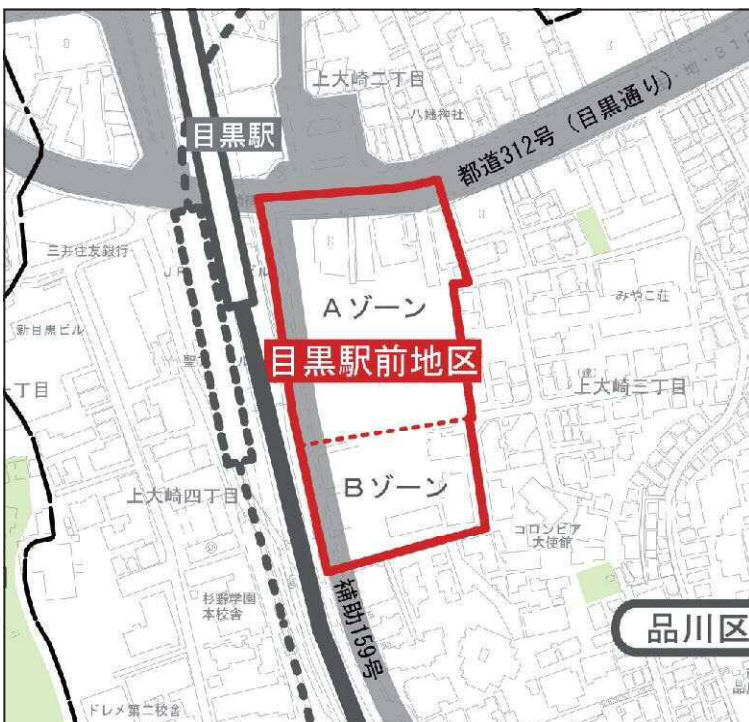 上大崎二丁目
八幡神社
目黒駅
都道312号（目黒通り）
三井住友銀行
みやこ荘
Aゾーン
新目黒ビル
目黒駅前地区
上大崎三丁目
丁目
Bゾーン
上大崎四丁目
コロンビア
大使館
杉野学園
本校舎
補助159号
品川区
ドレメ第二校舎